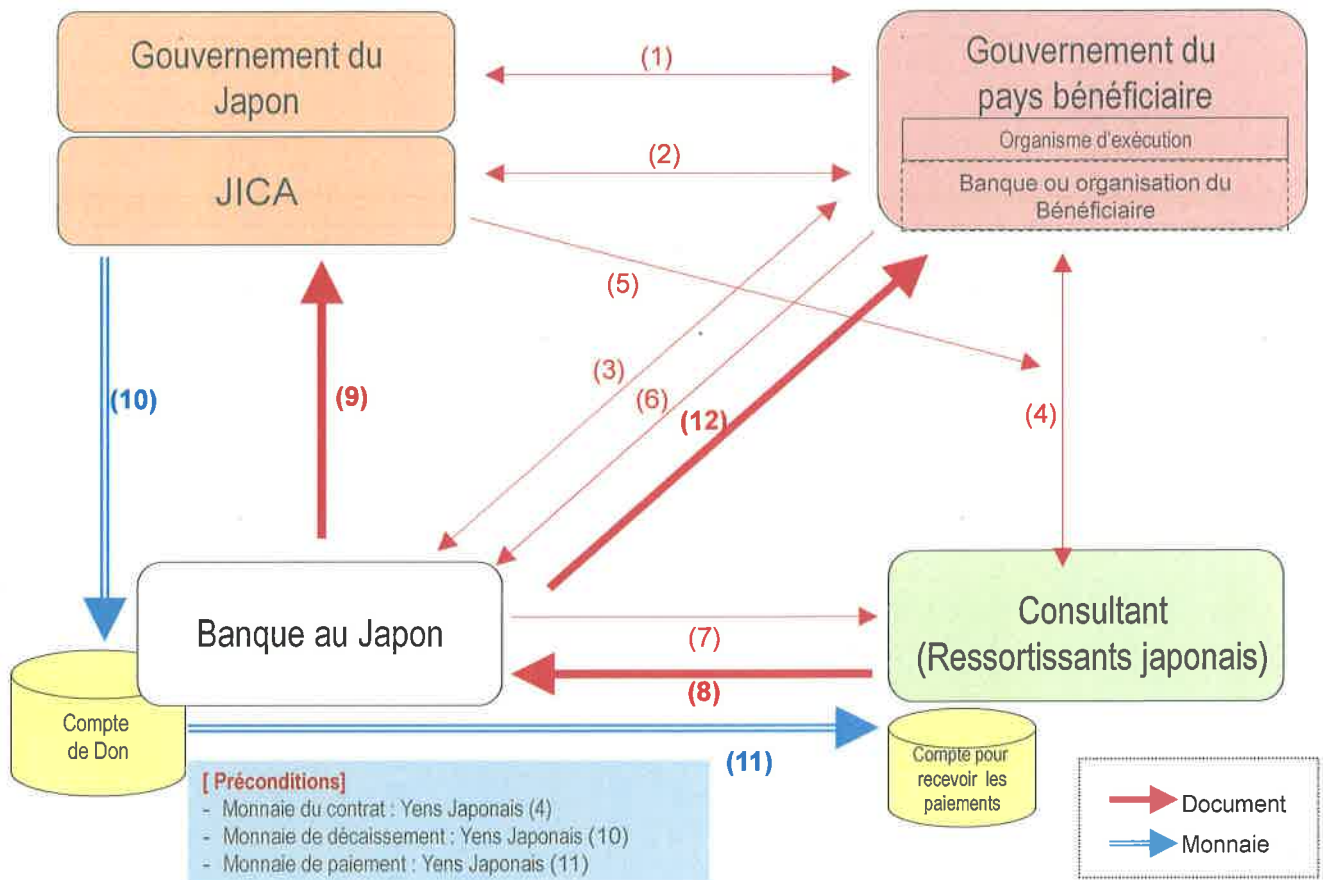 Gouvernement du
Japon
JICA
(1)
(2)
Gouvernement du
pays bénéficiaire
Organisme d'exécution
Banque ou organisation du
Bénéficiaire
(5)
(3)
(6)
(12)
(4)
(10)
(9)
Banque au Japon
(7)
(8)
Consultant
(Ressortissants japonais)
Compte
de Don
(11)
Compte pour
recevoir les
paiements
[ Préconditions]
- Monnaie du contrat : Yens Japonais (4)
- Monnaie de décaissement : Yens Japonais (10)
- Monnaie de paiement : Yens Japonais (11)
Document
Monnaie